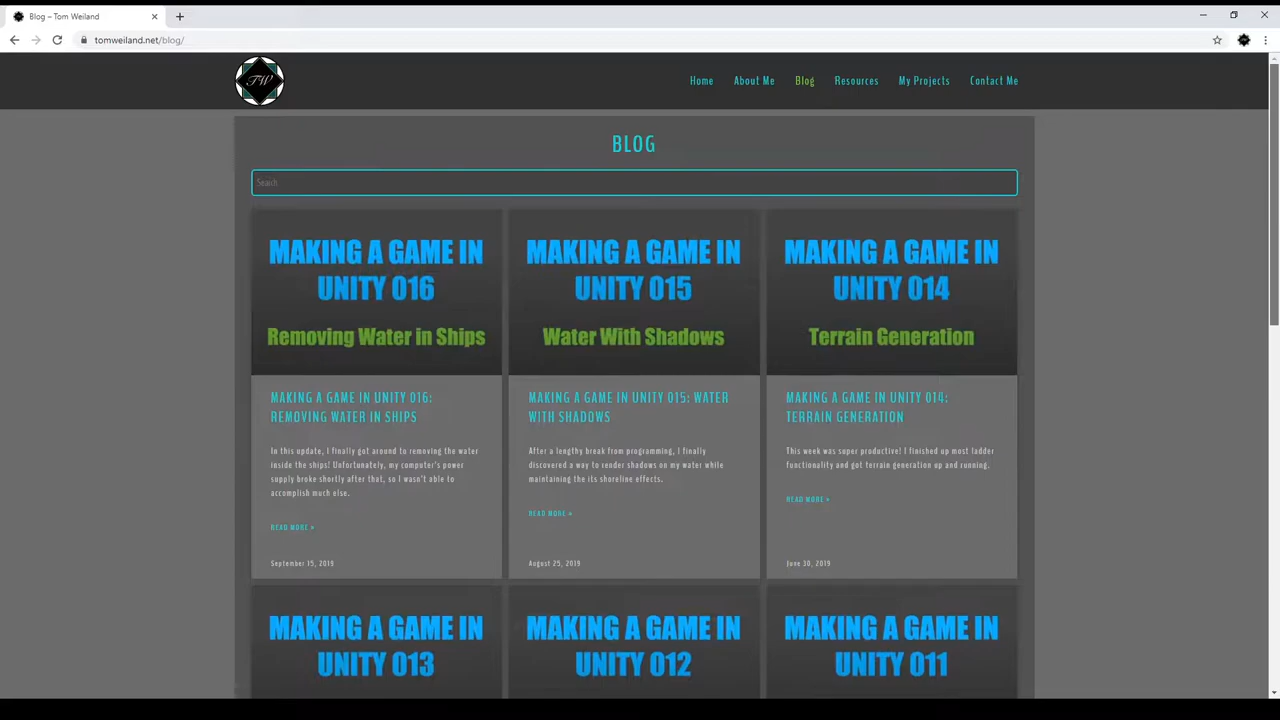 Blog – Tom Weiland
tomweiland.net/blog/
TW
Home About Me Blog Resources My Projects Contact Me
BLOG
Search
MAKING A GAME IN
UNITY 016
Removing Water in Ships
MAKING A GAME IN UNITY 016:
REMOVING WATER IN SHIPS
In this update, I finally got around to removing the water
inside the ships! Unfortunately, my computer's power
supply broke shortly after that, so I wasn't able to
accomplish much else.
READ MORE »
September 15, 2019
MAKING A GAME IN
UNITY 015
Water With Shadows
MAKING A GAME IN UNITY 015: WATER
WITH SHADOWS
After a lengthy break from programming, I finally
discovered a way to render shadows on my water while
maintaining the its shoreline effects.
READ MORE »
August 25, 2019
MAKING A GAME IN
UNITY 014
Terrain Generation
MAKING A GAME IN UNITY 014:
TERRAIN GENERATION
This week was super productive! I finished up most ladder
functionality and got terrain generation up and running.
READ MORE »
June 30, 2019
MAKING A GAME IN
UNITY 013
MAKING A GAME IN
UNITY 012
MAKING A GAME IN
UNITY 011